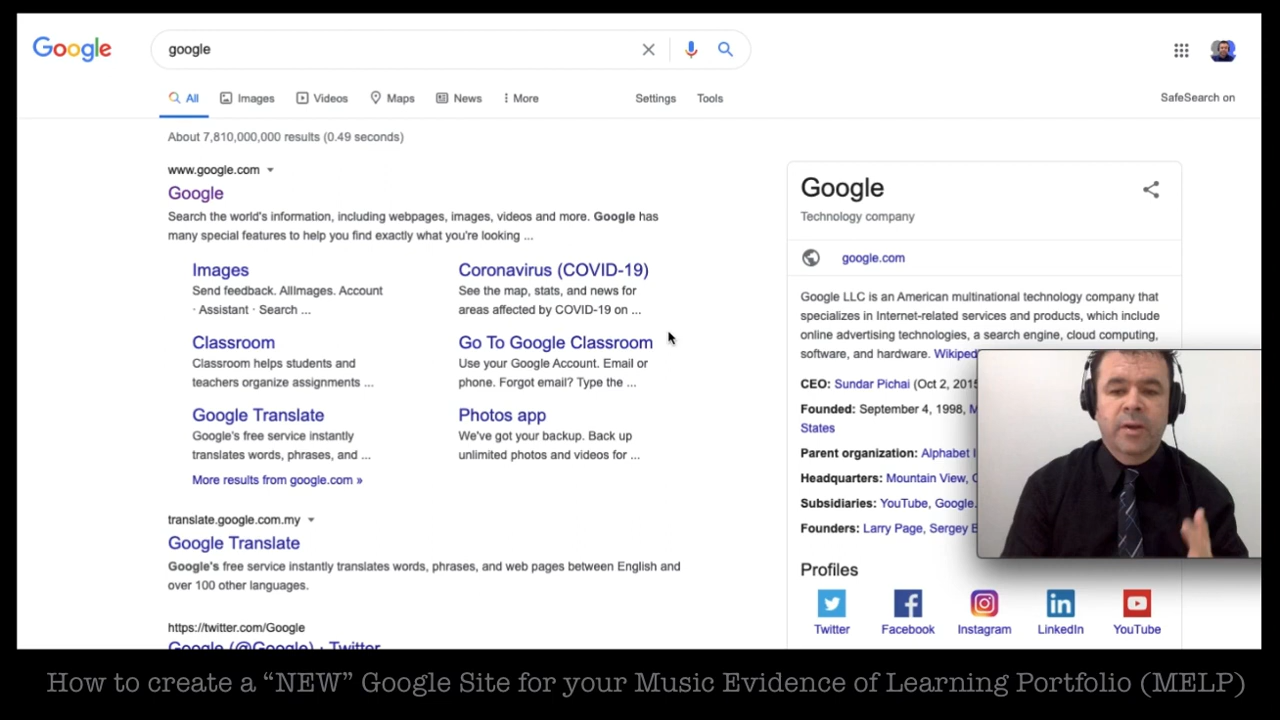 Google
google
All
Images
Videos
Maps
News
More
Settings
Tools
SafeSearch on
About 7,810,000,000 results (0.49 seconds)
www.google.com
Google
Search the world's information, including webpages, images, videos and more. Google has
many special features to help you find exactly what you're looking ...
Images
Send feedback. AllImages. Account
· Assistant · Search ...
Coronavirus (COVID-19)
See the map, stats, and news for
areas affected by COVID-19 on ...
Classroom
Classroom helps students and
teachers organize assignments ...
Go To Google Classroom
Use your Google Account. Email or
phone. Forgot email? Type the ...
Google Translate
Google's free service instantly
translates words, phrases, and ...
Photos app
We've got your backup. Back up
unlimited photos and videos for ...
More results from google.com »
translate.google.com.my
Google Translate
Google's free service instantly translates words, phrases, and web pages between English and
over 100 other languages.
https://twitter.com/Google
Google (@Google) · Twitter
Google
Technology company
google.com
Google LLC is an American multinational technology company that
specializes in Internet-related services and products, which include
online advertising technologies, a search engine, cloud computing,
software, and hardware. Wikiped
CEO: Sundar Pichai (Oct 2, 2015
Founded: September 4, 1998, M
States
Parent organization: Alphabet I
Headquarters: Mountain View, C
Subsidiaries: YouTube, Google.
Founders: Larry Page, Sergey B
Profiles
Twitter
Facebook
Instagram
LinkedIn
YouTube
How to create a “NEW” Google Site for your Music Evidence of Learning Portfolio (MELP)